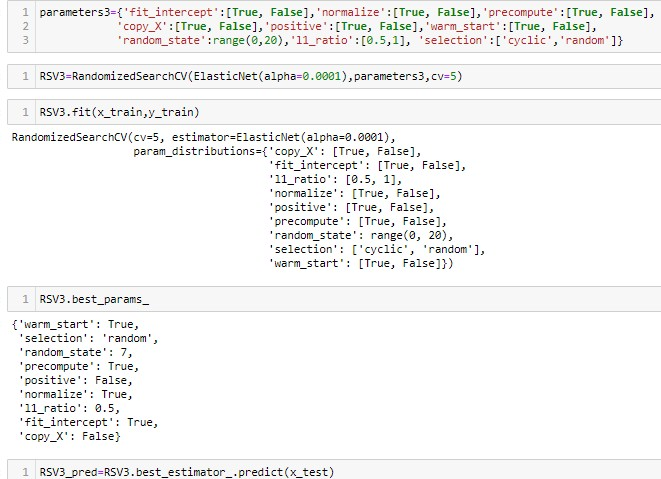 1 parameters3={'fit_intercept':[True, False],'normalize':[True, False],'precompute':[True, False],
2 'copy_X':[True, False],'positive':[True, False],'warm_start':[True, False],
3 'random_state':range(0,20),'l1_ratio':[0.5,1], 'selection':['cyclic','random']}
1 RSV3=RandomizedSearchCV(ElasticNet(alpha=0.0001),parameters3,cv=5)
1 RSV3.fit(x_train,y_train)
RandomizedSearchCV(cv=5, estimator=ElasticNet(alpha=0.0001),
param_distributions={'copy_X': [True, False],
'fit_intercept': [True, False],
'l1_ratio': [0.5, 1],
'normalize': [True, False],
'positive': [True, False],
'precompute': [True, False],
'random_state': range(0, 20),
'selection': ['cyclic', 'random'],
'warm_start': [True, False]})
1 RSV3.best_params_
{'warm_start': True,
'selection': 'random',
'random_state': 7,
'precompute': True,
'positive': False,
'normalize': True,
'l1_ratio': 0.5,
'fit_intercept': True,
'copy_X': False}
1 RSV3_pred=RSV3.best_estimator_.predict(x_test)